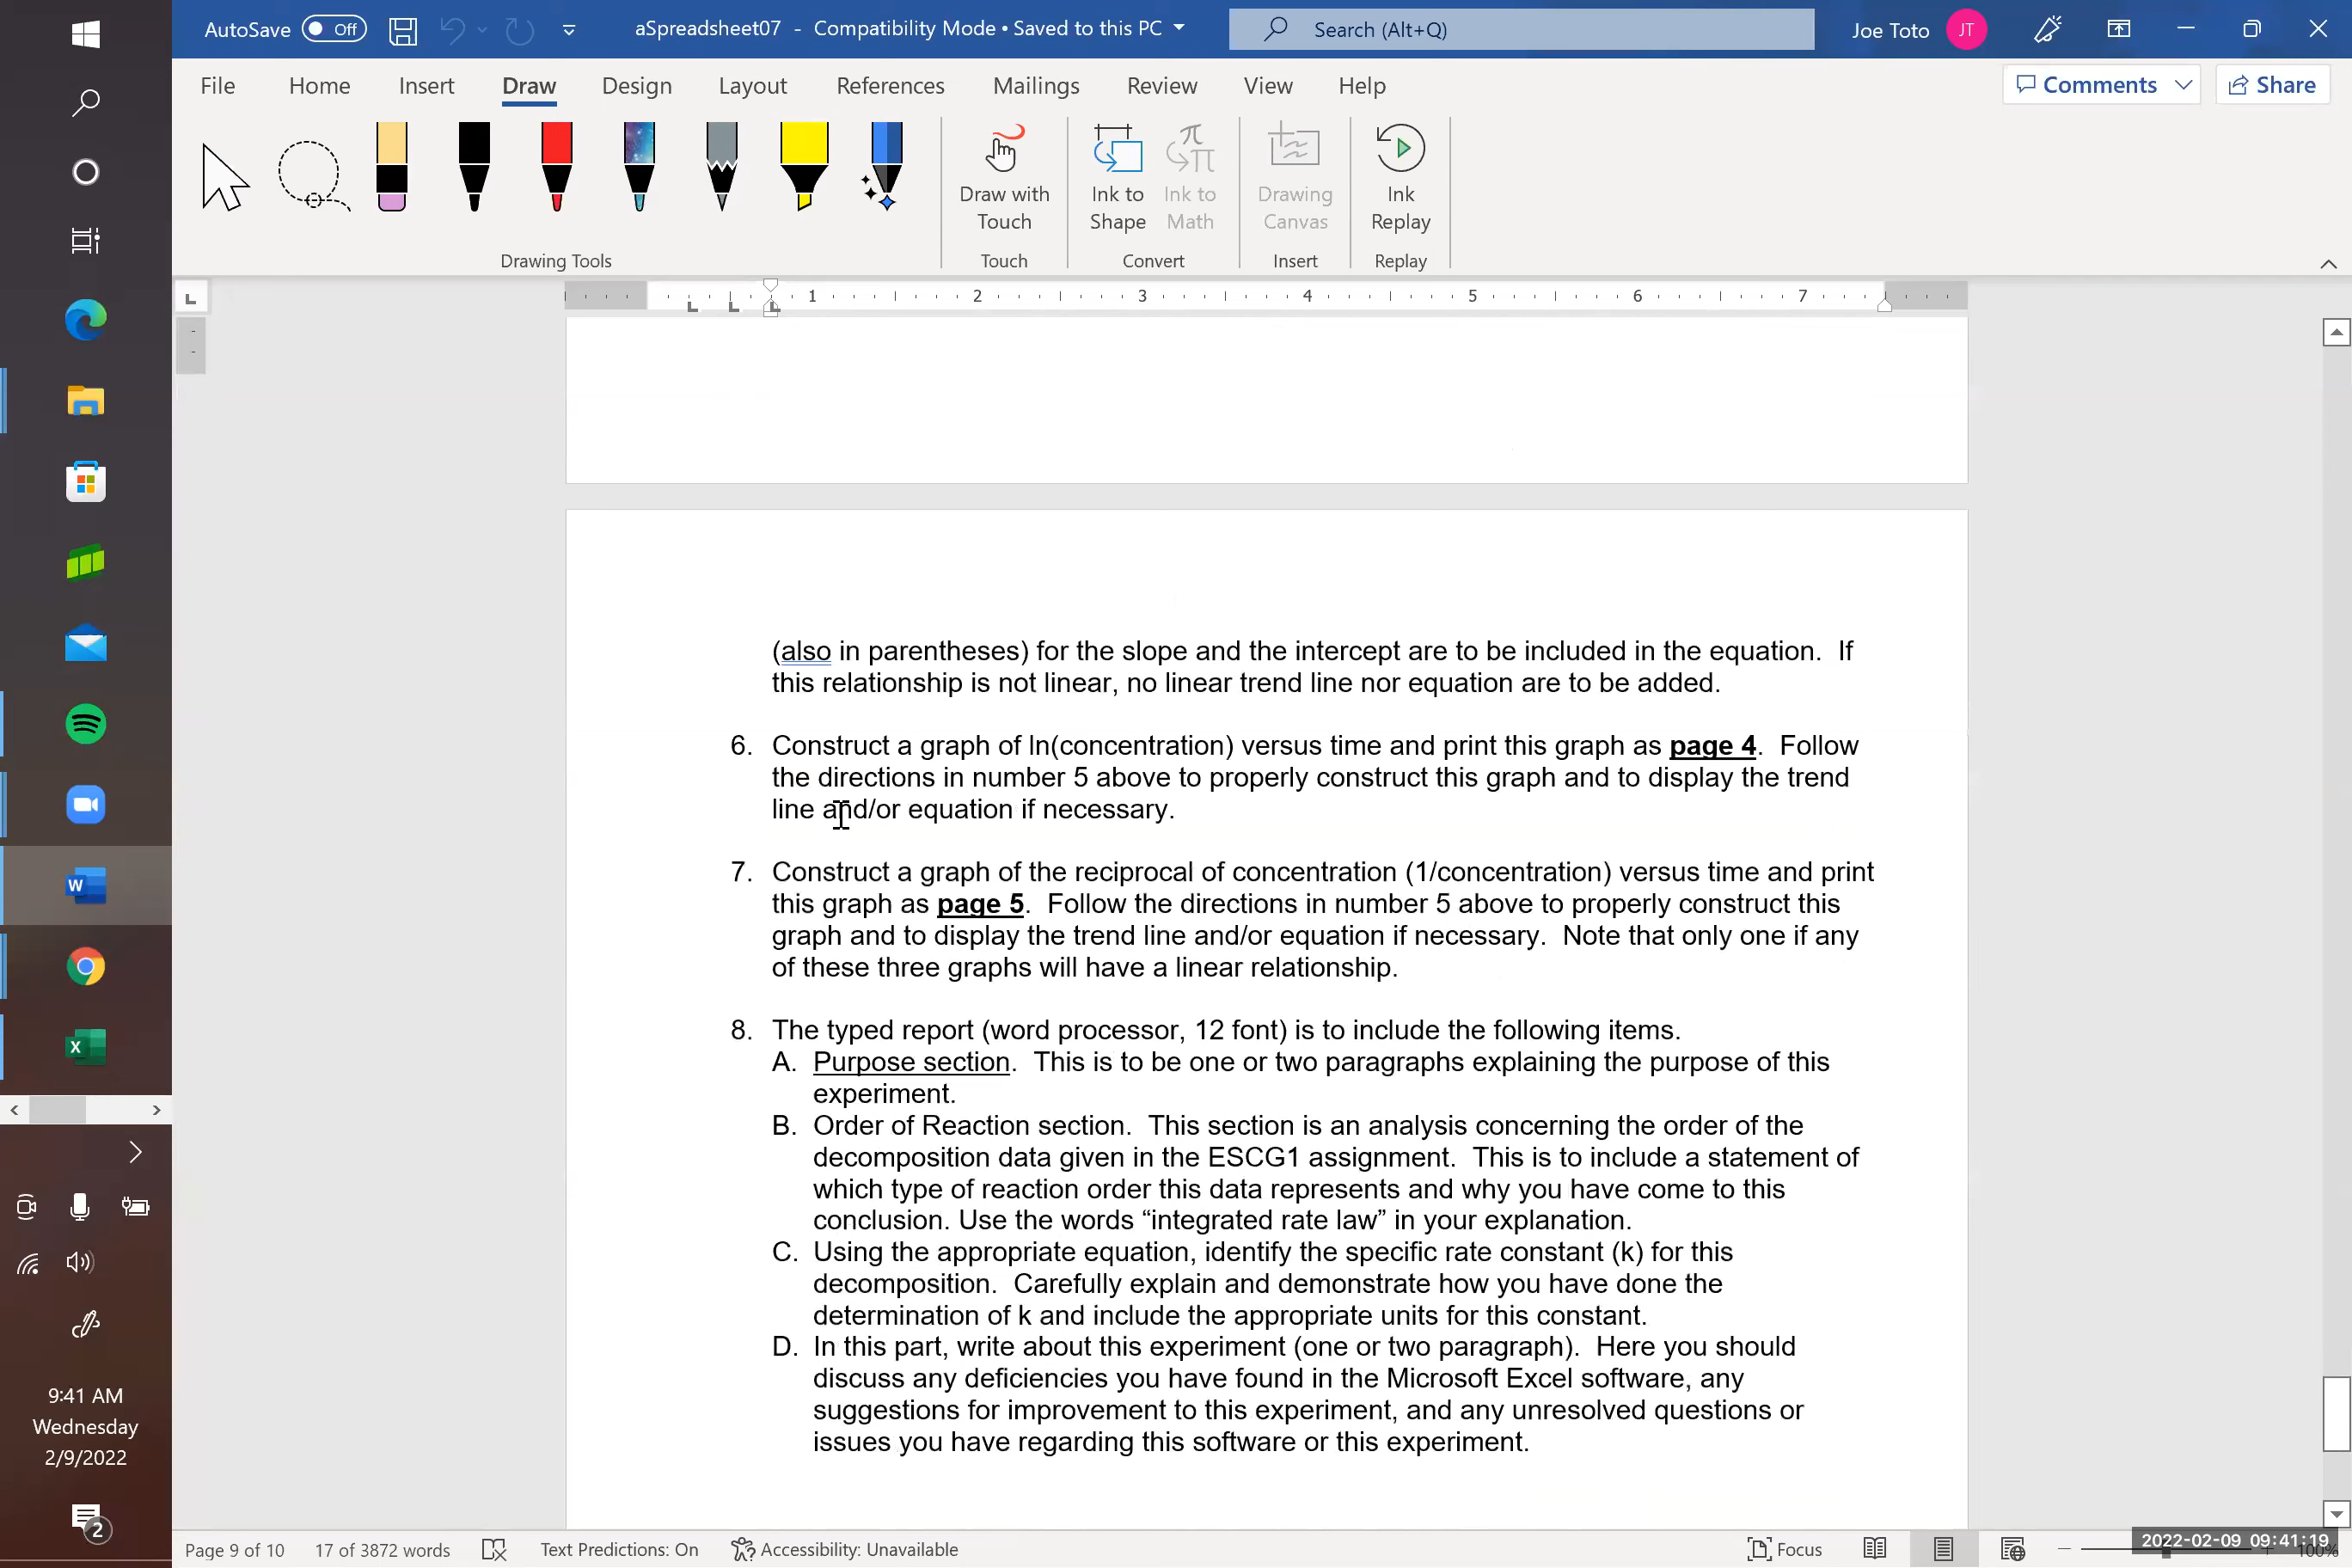 AutoSave Off aSpreadsheet07 - Compatibility Mode • Saved to this PC Search (Alt+Q) Joe Toto JT
File Home Insert Draw Design Layout References Mailings Review View Help Comments Share
Draw with Touch
Ink to Shape
Ink to Math
Drawing Canvas
Ink Replay
Drawing Tools Touch Convert Insert Replay
1 2 3 4 5 6 7
(also in parentheses) for the slope and the intercept are to be included in the equation. If
this relationship is not linear, no linear trend line nor equation are to be added.
6. Construct a graph of ln(concentration) versus time and print this graph as page 4. Follow
the directions in number 5 above to properly construct this graph and to display the trend
line and/or equation if necessary.
7. Construct a graph of the reciprocal of concentration (1/concentration) versus time and print
this graph as page 5. Follow the directions in number 5 above to properly construct this
graph and to display the trend line and/or equation if necessary. Note that only one if any
of these three graphs will have a linear relationship.
8. The typed report (word processor, 12 font) is to include the following items.
A. Purpose section. This is to be one or two paragraphs explaining the purpose of this
experiment.
B. Order of Reaction section. This section is an analysis concerning the order of the
decomposition data given in the ESCG1 assignment. This is to include a statement of
which type of reaction order this data represents and why you have come to this
conclusion. Use the words “integrated rate law” in your explanation.
C. Using the appropriate equation, identify the specific rate constant (k) for this
decomposition. Carefully explain and demonstrate how you have done the
determination of k and include the appropriate units for this constant.
D. In this part, write about this experiment (one or two paragraph). Here you should
discuss any deficiencies you have found in the Microsoft Excel software, any
suggestions for improvement to this experiment, and any unresolved questions or
issues you have regarding this software or this experiment.
9:41 AM
Wednesday
2/9/2022
2
Page 9 of 10 17 of 3872 words Text Predictions: On Accessibility: Unavailable Focus 100%
2022-02-09 09:41:19